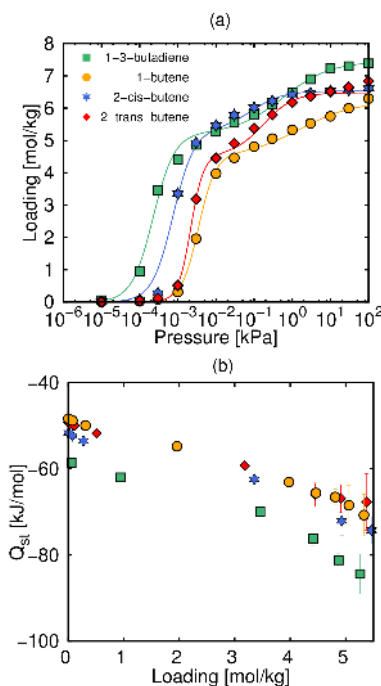 (a)
8
7
6
5
4
3
2
1
0
Loading [mol/kg]
1-3-butadiene
1-butene
2-cis-butene
2 trans butene
10⁻⁶ 10⁻⁵ 10⁻⁴ 10⁻³ 10⁻² 10⁻¹ 10⁰ 10¹ 10²
Pressure [kPa]
(b)
-40
-60
-80
-100
Qst [kJ/mol]
0 1 2 3 4 5
Loading [mol/kg]